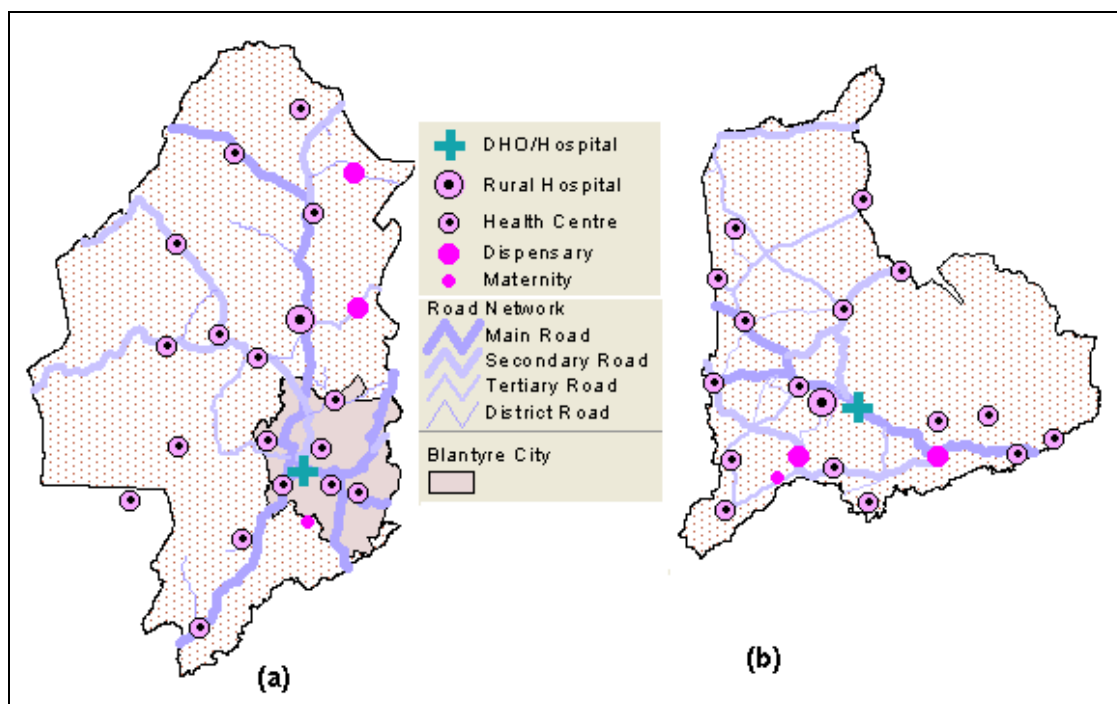 DHO/Hospital
Rural Hospital
Health Centre
Dispensary
Maternity
Road Network
Main Road
Secondary Road
Tertiary Road
District Road
Blantyre City
(a)
(b)